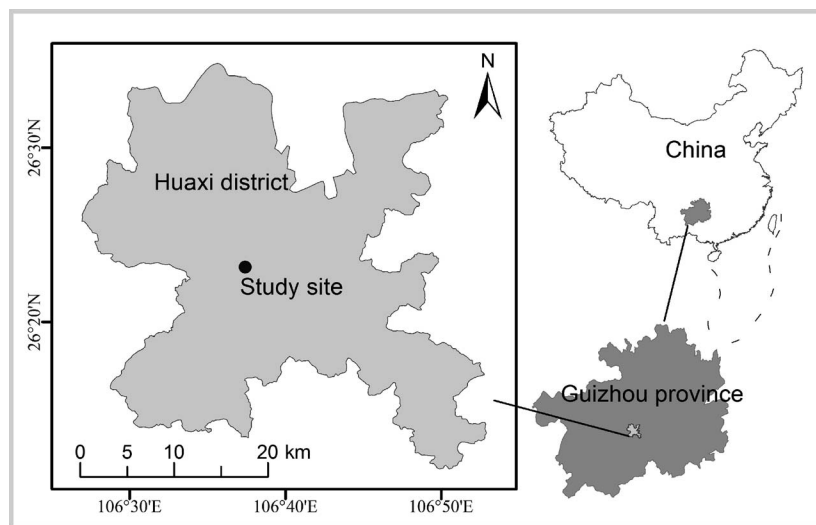 N
China
Huaxi district
Study site
Guizhou province
26°30'N
26°20'N
0 5 10 20 km
106°30'E 106°40'E 106°50'E